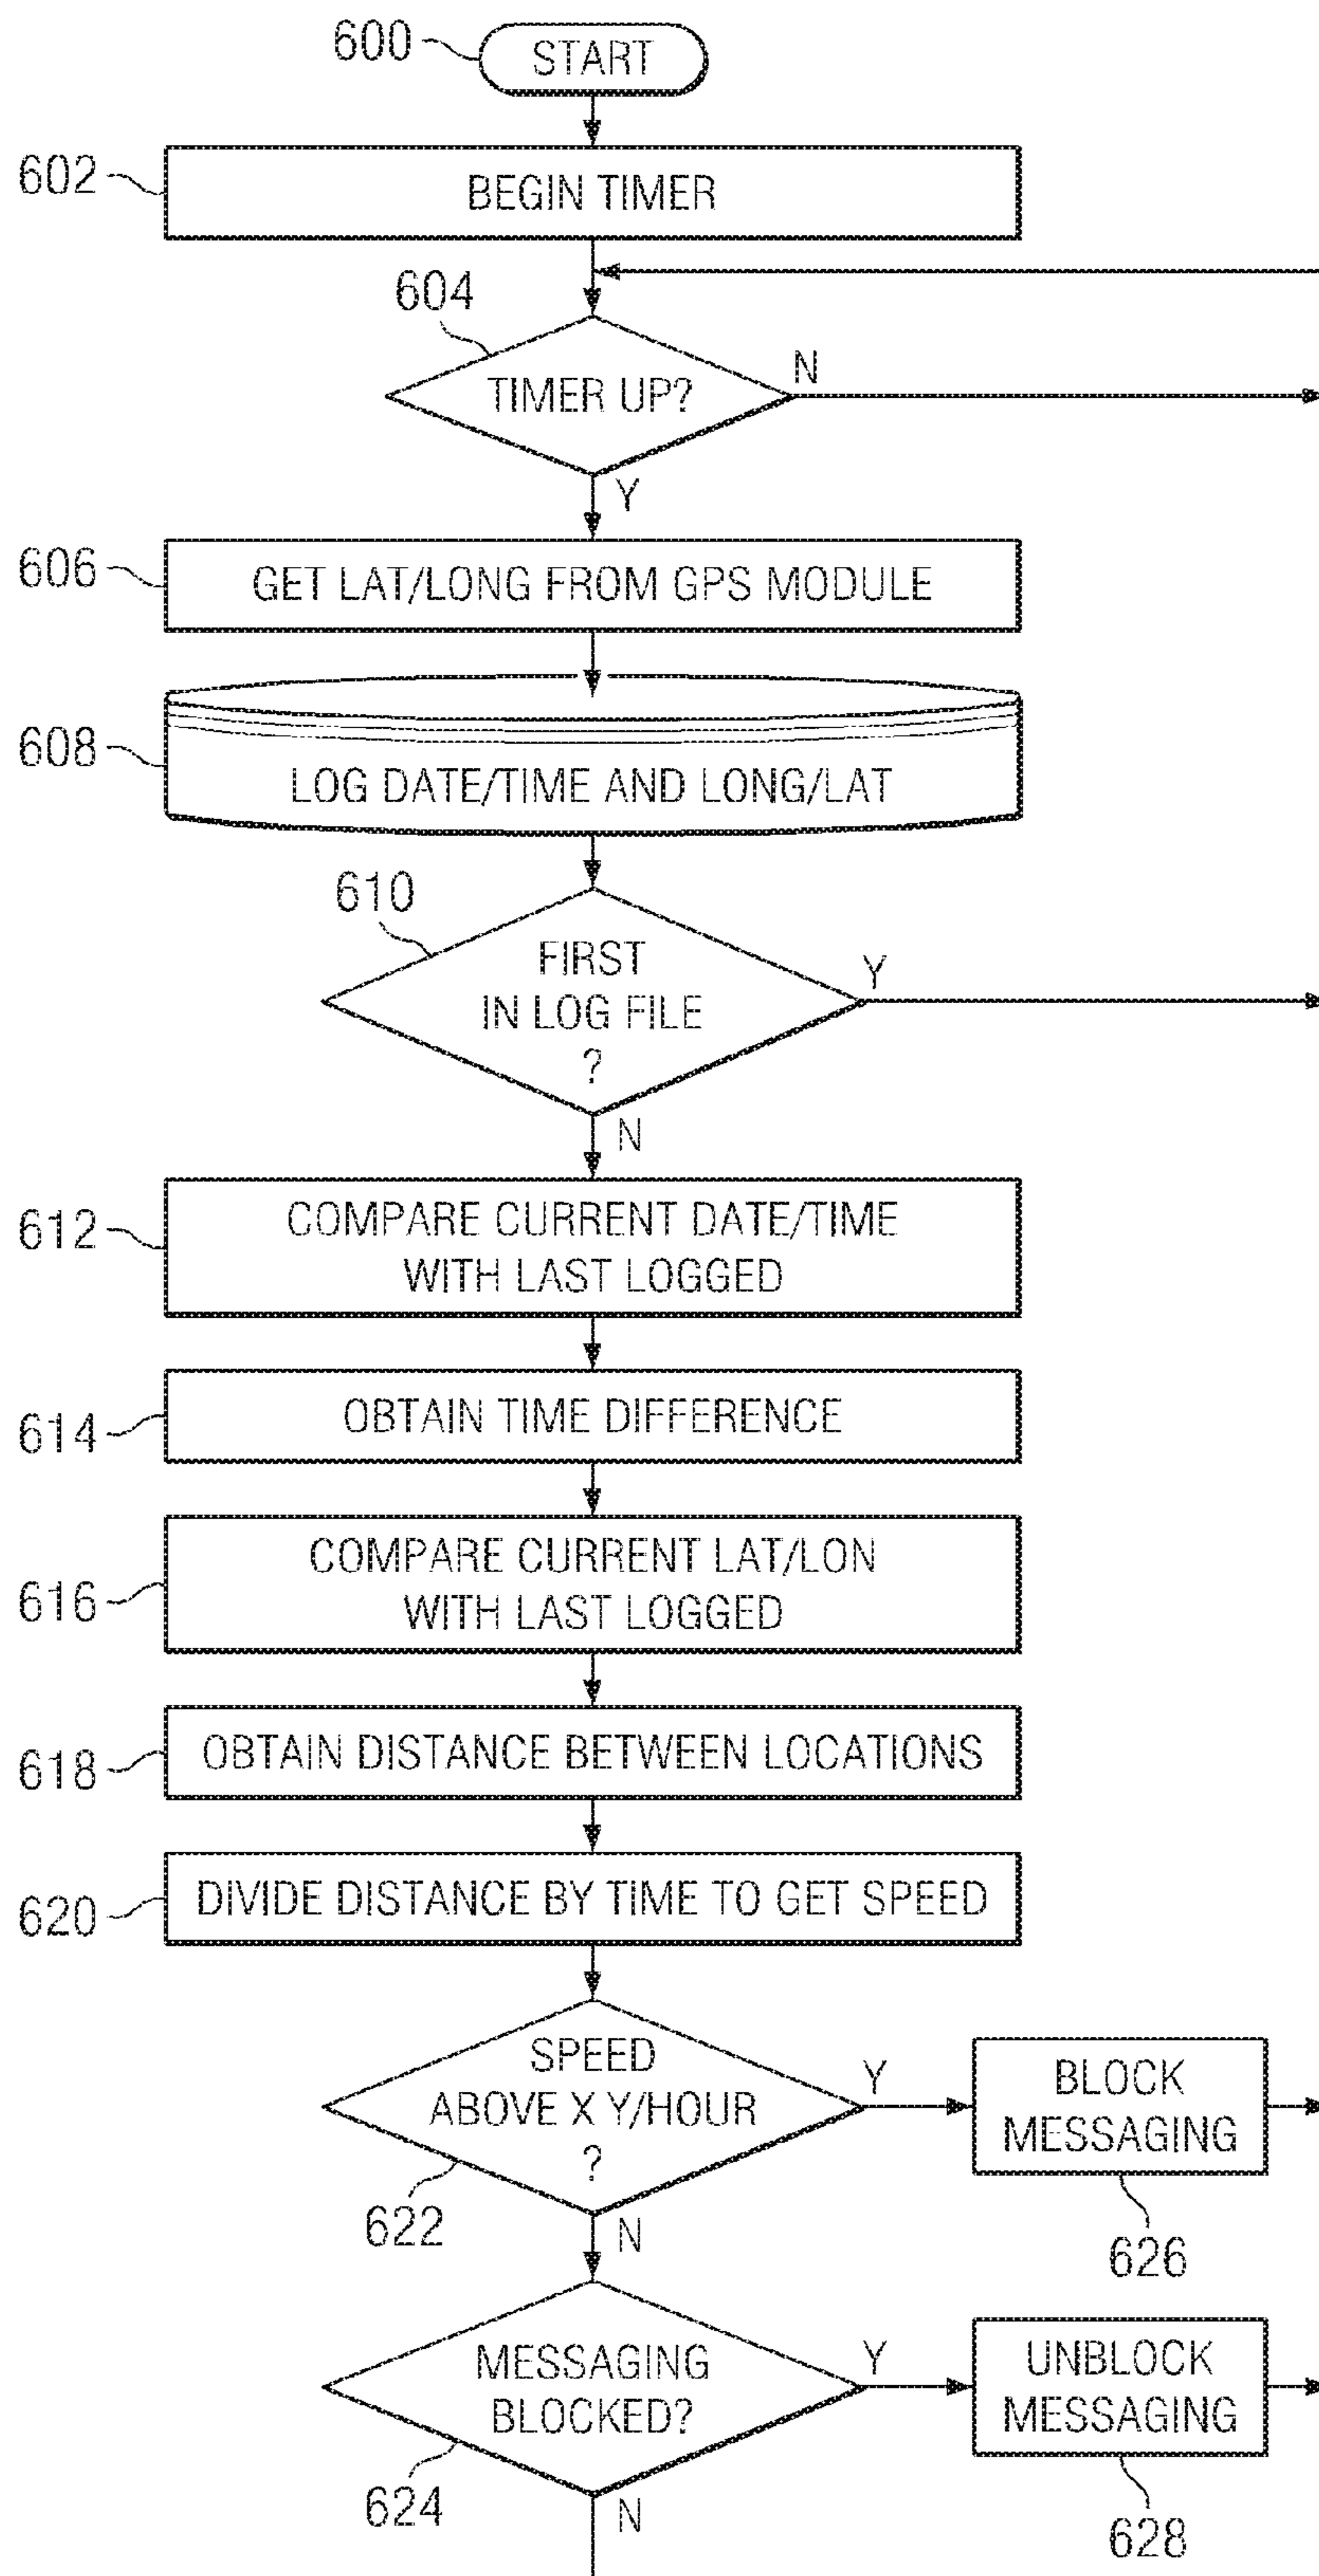 600
START
602
BEGIN TIMER
604
TIMER UP?
N
Y
606
GET LAT/LONG FROM GPS MODULE
608
LOG DATE/TIME AND LONG/LAT
610
FIRST
IN LOG FILE
?
Y
N
612
COMPARE CURRENT DATE/TIME
WITH LAST LOGGED
614
OBTAIN TIME DIFFERENCE
616
COMPARE CURRENT LAT/LON
WITH LAST LOGGED
618
OBTAIN DISTANCE BETWEEN LOCATIONS
620
DIVIDE DISTANCE BY TIME TO GET SPEED
SPEED
ABOVE X Y/HOUR
?
Y
BLOCK
MESSAGING
622
N
626
MESSAGING
BLOCKED?
Y
UNBLOCK
MESSAGING
624
N
628